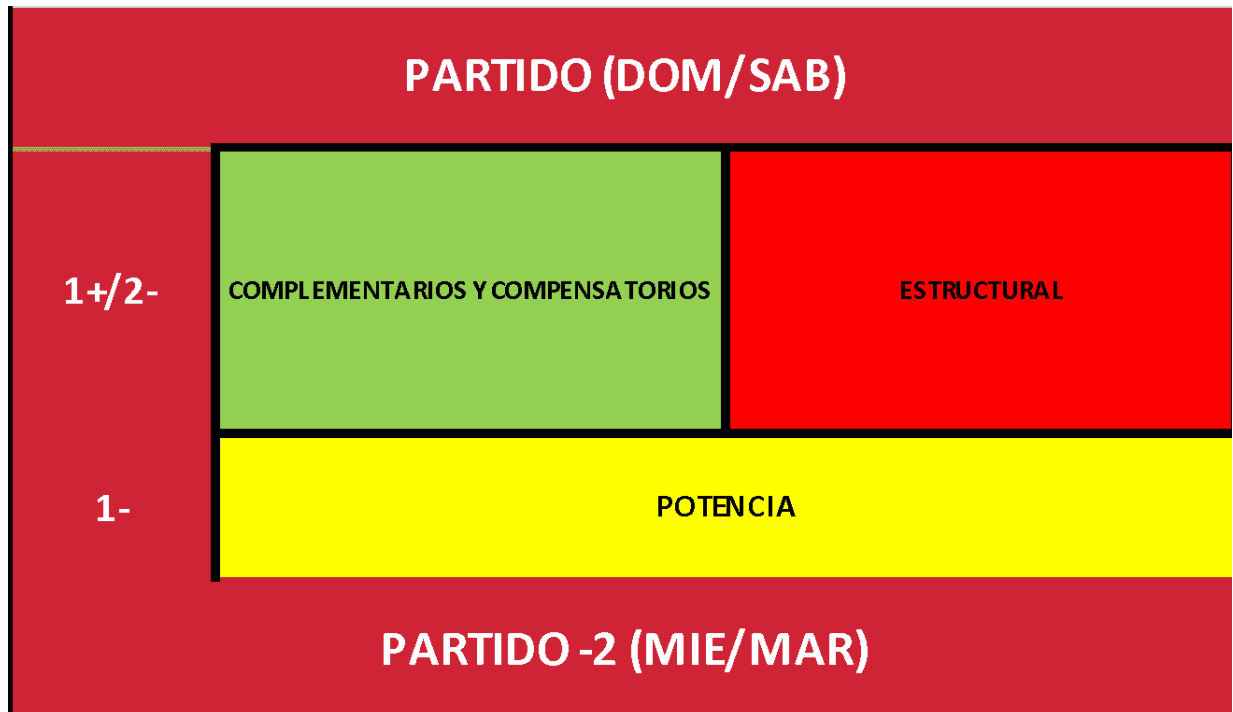 PARTIDO (DOM/SAB)
1+/2-
COMPLEMENTARIOS Y COMPENSATORIOS
ESTRUCTURAL
1-
POTENCIA
PARTIDO -2 (MIE/MAR)